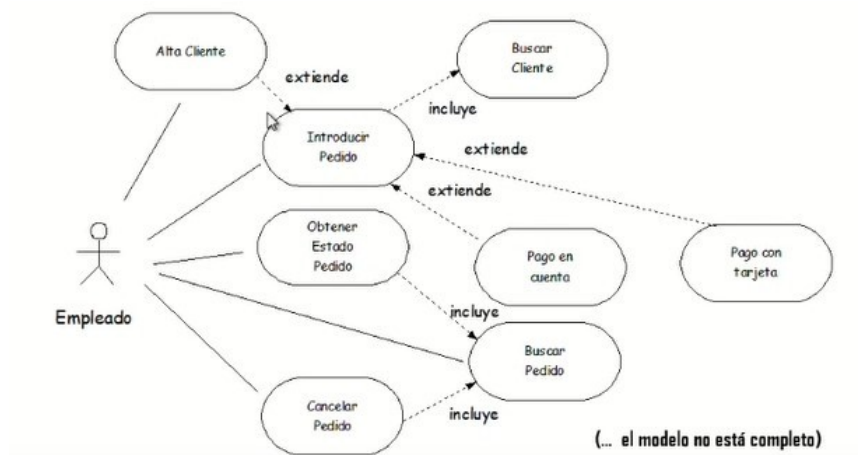 Alta Cliente
Buscar
Cliente
extiende
incluye
Introducir
Pedido
extiende
extiende
Obtener
Estado
Pedido
Pago en
cuenta
Pago con
tarjeta
Empleado
incluye
Buscar
Pedido
Cancelar
Pedido
incluye
(... el modelo no está completo)